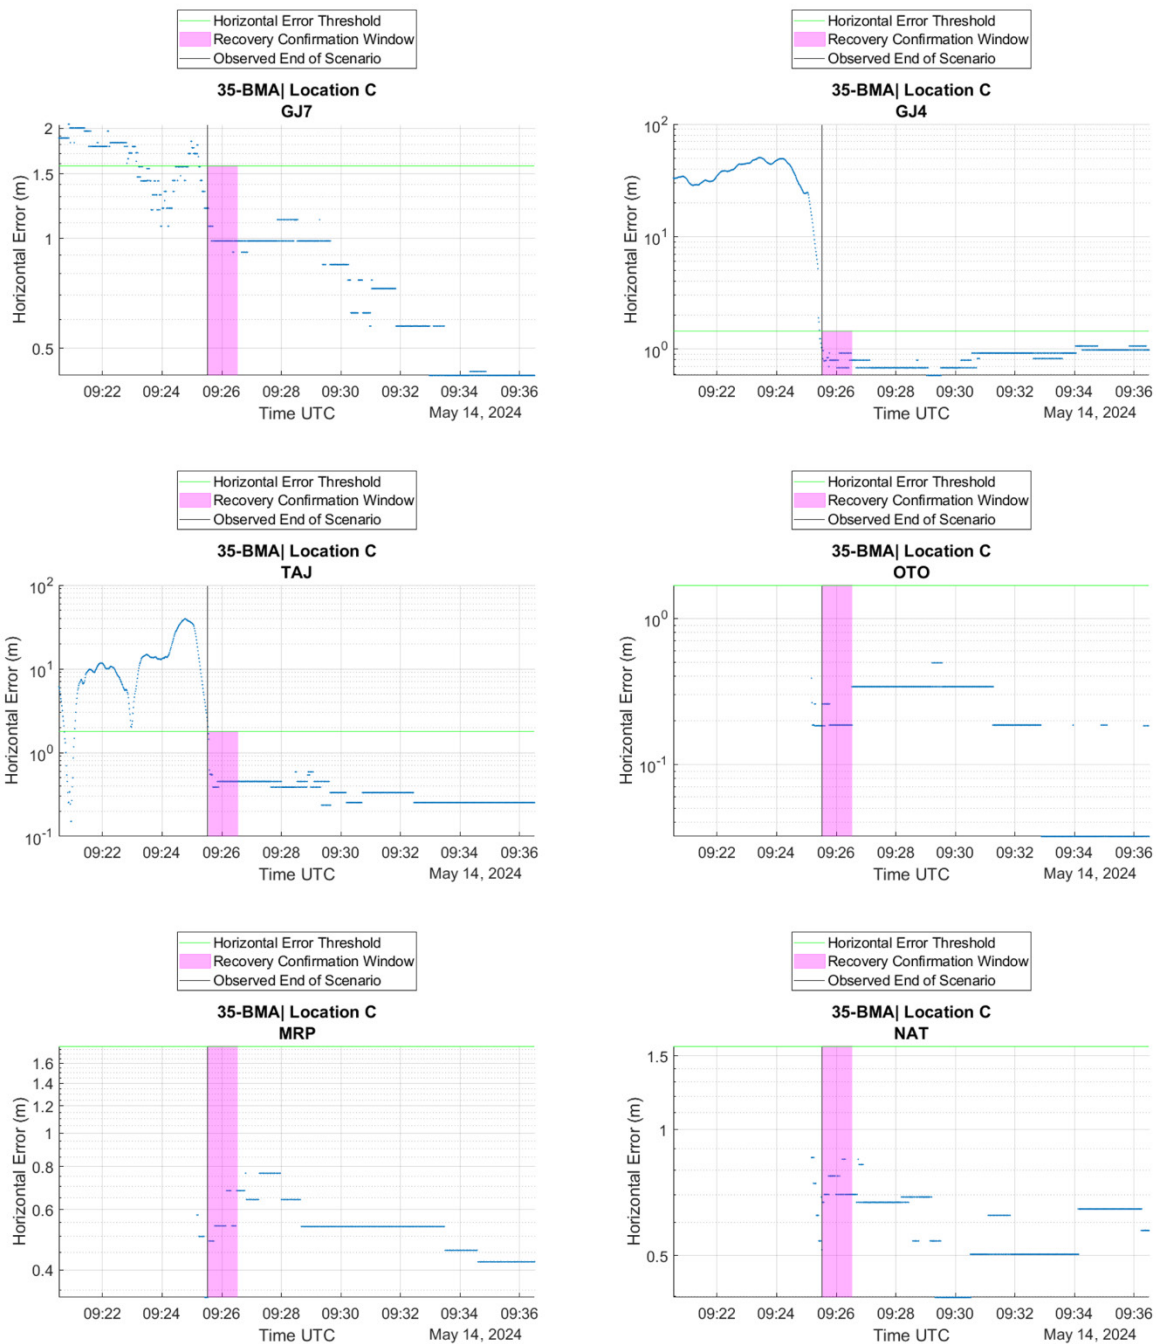 Horizontal Error Threshold
Recovery Confirmation Window
Observed End of Scenario
35-BMA| Location C
GJ7
Horizontal Error (m)
2
1.5
1
0.5
09:22 09:24 09:26 09:28 09:30 09:32 09:34 09:36
Time UTC
May 14, 2024
Horizontal Error Threshold
Recovery Confirmation Window
Observed End of Scenario
35-BMA| Location C
GJ4
Horizontal Error (m)
10²
10¹
10⁰
09:22 09:24 09:26 09:28 09:30 09:32 09:34 09:36
Time UTC
May 14, 2024
Horizontal Error Threshold
Recovery Confirmation Window
Observed End of Scenario
35-BMA| Location C
TAJ
Horizontal Error (m)
10²
10¹
10⁰
10⁻¹
09:22 09:24 09:26 09:28 09:30 09:32 09:34 09:36
Time UTC
May 14, 2024
Horizontal Error Threshold
Recovery Confirmation Window
Observed End of Scenario
35-BMA| Location C
OTO
Horizontal Error (m)
10⁰
10⁻¹
09:22 09:24 09:26 09:28 09:30 09:32 09:34 09:36
Time UTC
May 14, 2024
Horizontal Error Threshold
Recovery Confirmation Window
Observed End of Scenario
35-BMA| Location C
MRP
Horizontal Error (m)
1.6
1.4
1.2
1
0.8
0.6
0.4
09:22 09:24 09:26 09:28 09:30 09:32 09:34 09:36
Time UTC
May 14, 2024
Horizontal Error Threshold
Recovery Confirmation Window
Observed End of Scenario
35-BMA| Location C
NAT
Horizontal Error (m)
1.5
1
0.5
09:22 09:24 09:26 09:28 09:30 09:32 09:34 09:36
Time UTC
May 14, 2024